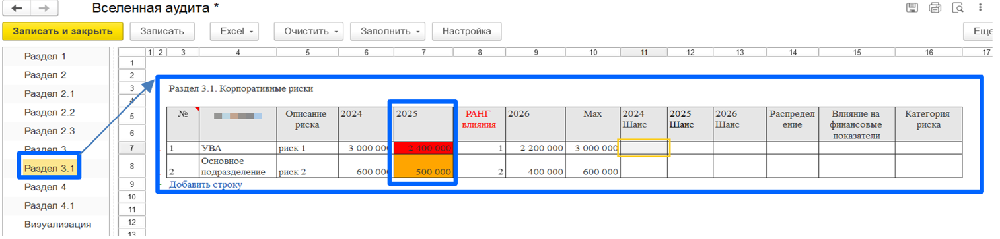 Вселенная аудита *
Записать и закрыть Записать Excel Очистить Заполнить Настройка Еще
1 2 3 4 5 6 7 8 9 10 11 12 13 14 15 16 17
Раздел 1
Раздел 2
Раздел 2.1
Раздел 2.2
Раздел 2.3
Раздел 3
Раздел 3.1
Раздел 4
Раздел 4.1
Визуализация
1
2
3 Раздел 3.1. Корпоративные риски
4
5 № Описание 2024 2025 РАНГ 2026 Max 2024 2025 2026 Распредел Влияние на Категория
риска влияния Шанс Шанс Шанс ение финансовые риска
6 показатели
7 1 УВА риск 1 3 000 000 2 400 000 1 2 200 000 3 000 000
Основное
8 2 подразделение риск 2 600 000 500 000 2 400 000 600 000
9 Добавить строку
10
11
12
13